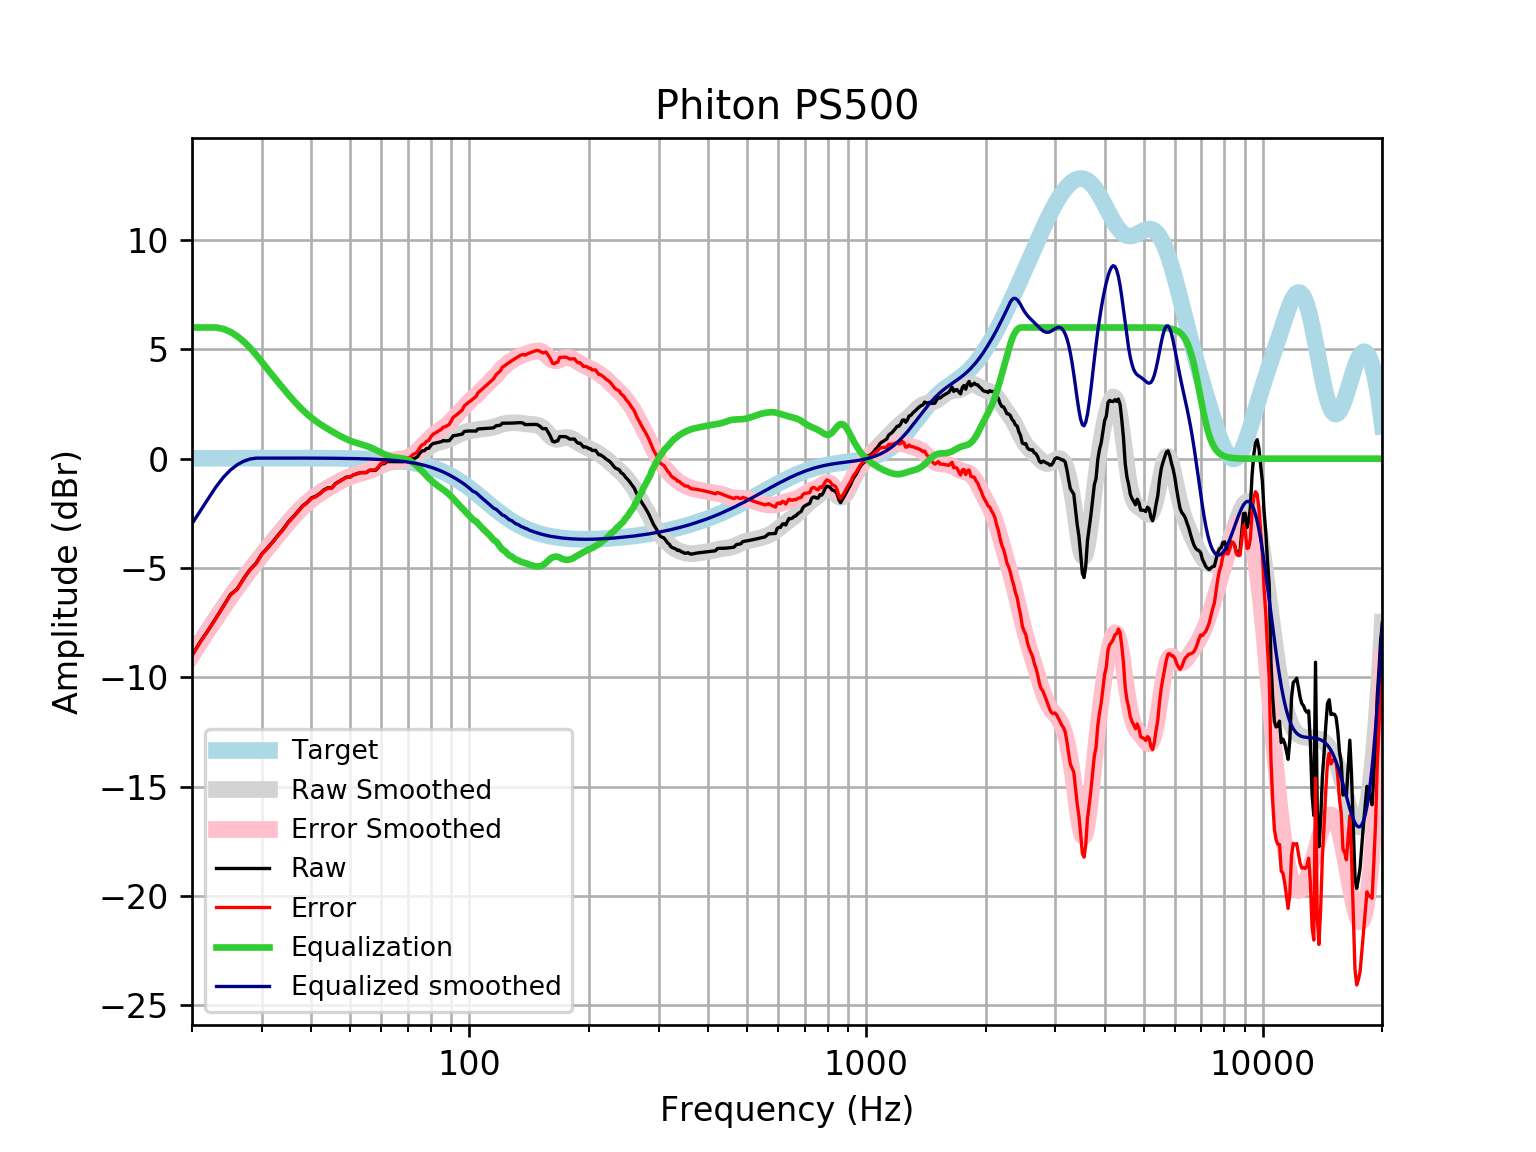 Phiton PS500
Amplitude (dBr)
10
5
0
−5
−10
−15
−20
−25
Target
Raw Smoothed
Error Smoothed
Raw
Error
Equalization
Equalized smoothed
100
1000
10000
Frequency (Hz)